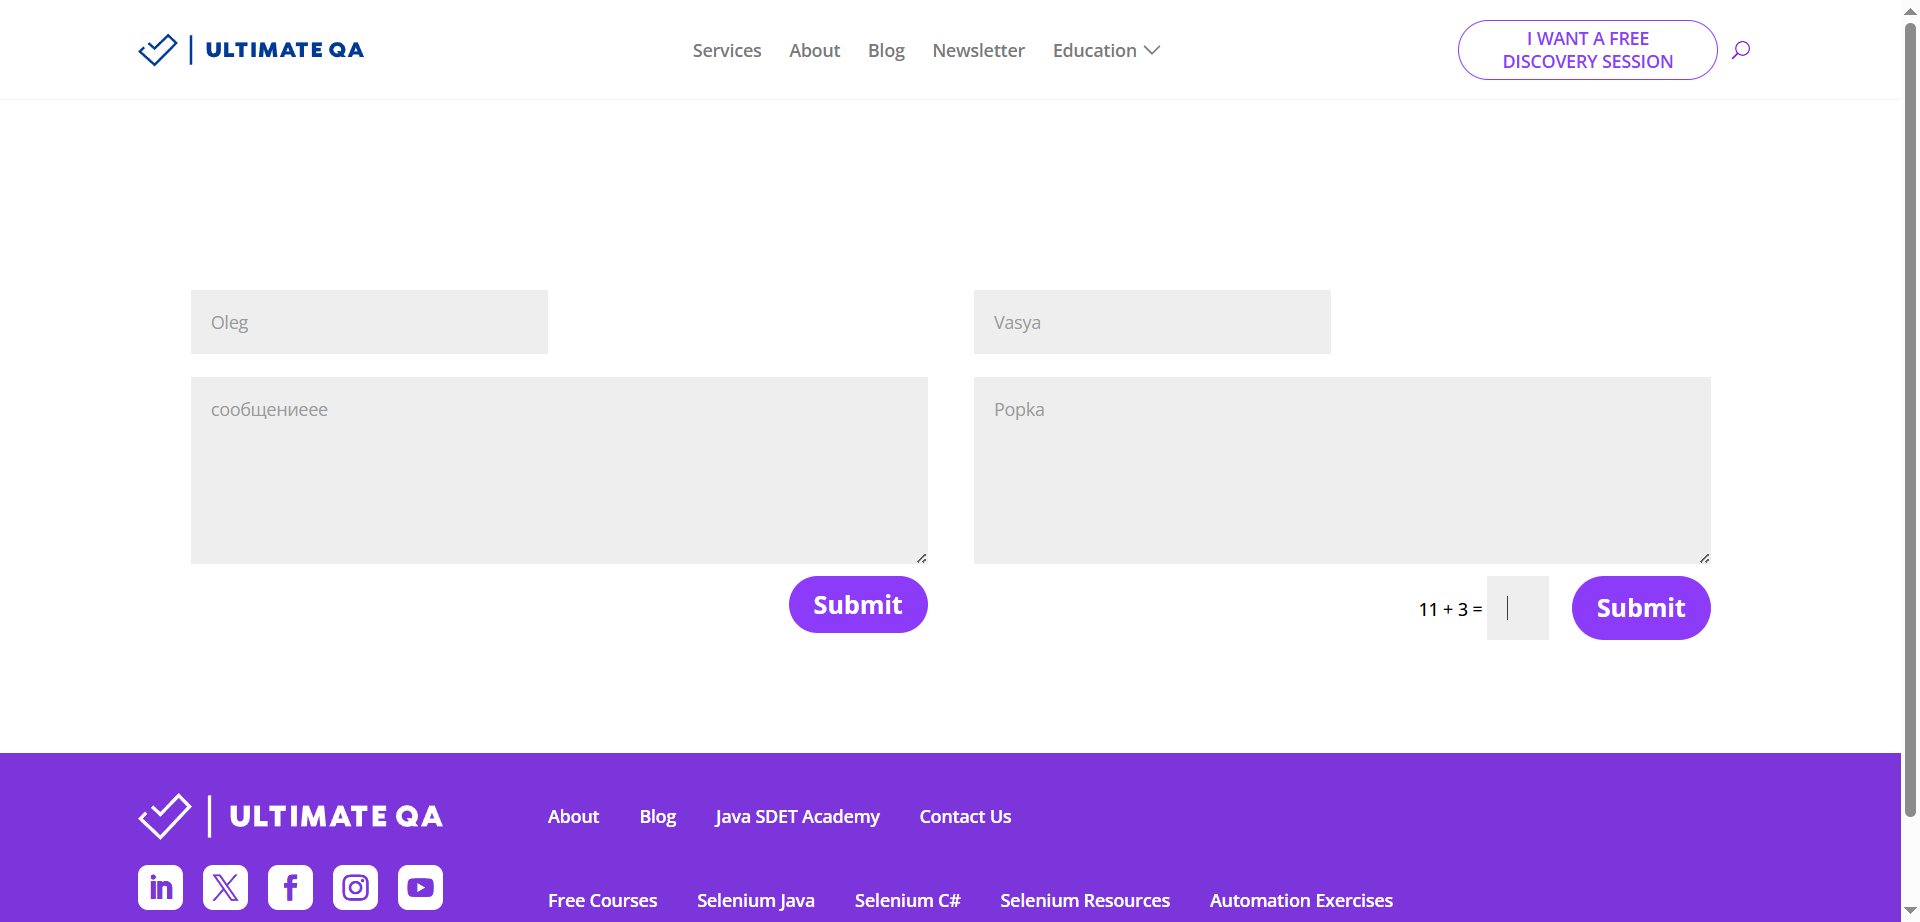 ULTIMATE QA
Services About Blog Newsletter Education
I WANT A FREE
DISCOVERY SESSION
Oleg
сообщениеее
Submit
Vasya
Popka
11 + 3 =
Submit
ULTIMATE QA
About Blog Java SDET Academy Contact Us
in X f
Free Courses Selenium Java Selenium C# Selenium Resources Automation Exercises